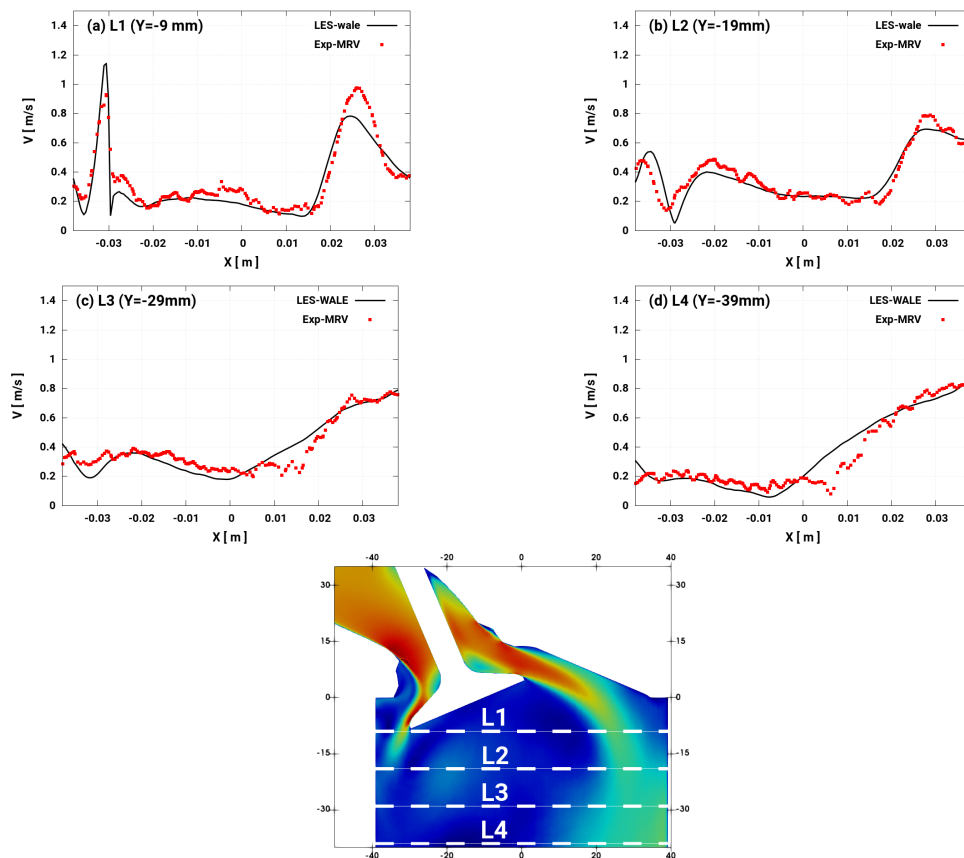 (a) L1 (Y=-9 mm)
LES-wale
Exp-MRV
1.4
1.2
1
0.8
0.6
0.4
0.2
0
V [ m/s ]
-0.03 -0.02 -0.01 0 0.01 0.02 0.03
X [ m ]
(b) L2 (Y=-19mm)
LES-wale
Exp-MRV
1.4
1.2
1
0.8
0.6
0.4
0.2
0
V [ m/s ]
-0.03 -0.02 -0.01 0 0.01 0.02 0.03
X [ m ]
(c) L3 (Y=-29mm)
LES-WALE
Exp-MRV
1.4
1.2
1
0.8
0.6
0.4
0.2
0
V [ m/s ]
-0.03 -0.02 -0.01 0 0.01 0.02 0.03
X [ m ]
(d) L4 (Y=-39mm)
LES-WALE
Exp-MRV
1.4
1.2
1
0.8
0.6
0.4
0.2
0
V [ m/s ]
-0.03 -0.02 -0.01 0 0.01 0.02 0.03
X [ m ]
-40 -20 0 20 40
30 30
15 15
0 0
L1
-15 -15
L2
L3
-30 -30
L4
-40 -20 0 20 40